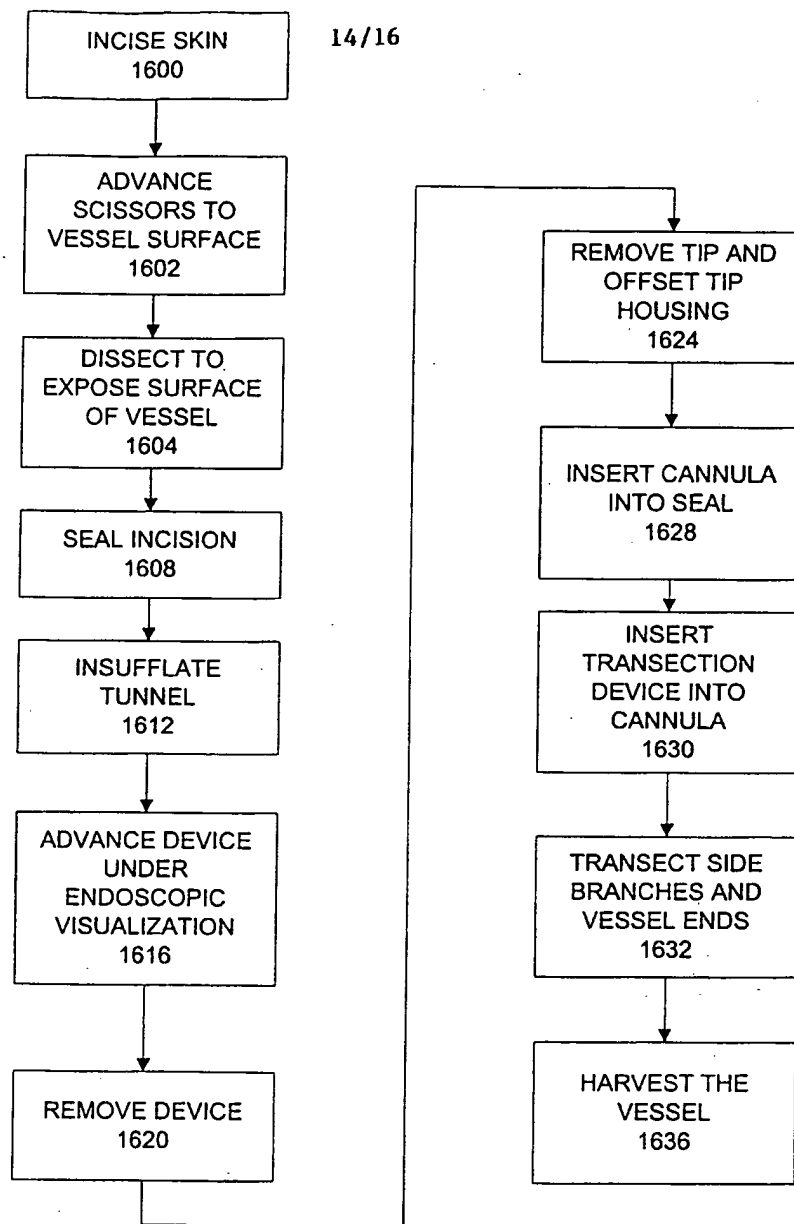 14/16
INCISE SKIN
1600
ADVANCE
SCISSORS TO
VESSEL SURFACE
1602
DISSECT TO
EXPOSE SURFACE
OF VESSEL
1604
SEAL INCISION
1608
INSUFFLATE
TUNNEL
1612
ADVANCE DEVICE
UNDER
ENDOSCOPIC
VISUALIZATION
1616
REMOVE DEVICE
1620
REMOVE TIP AND
OFFSET TIP
HOUSING
1624
INSERT CANNULA
INTO SEAL
1628
INSERT
TRANSECTION
DEVICE INTO
CANNULA
1630
TRANSECT SIDE
BRANCHES AND
VESSEL ENDS
1632
HARVEST THE
VESSEL
1636